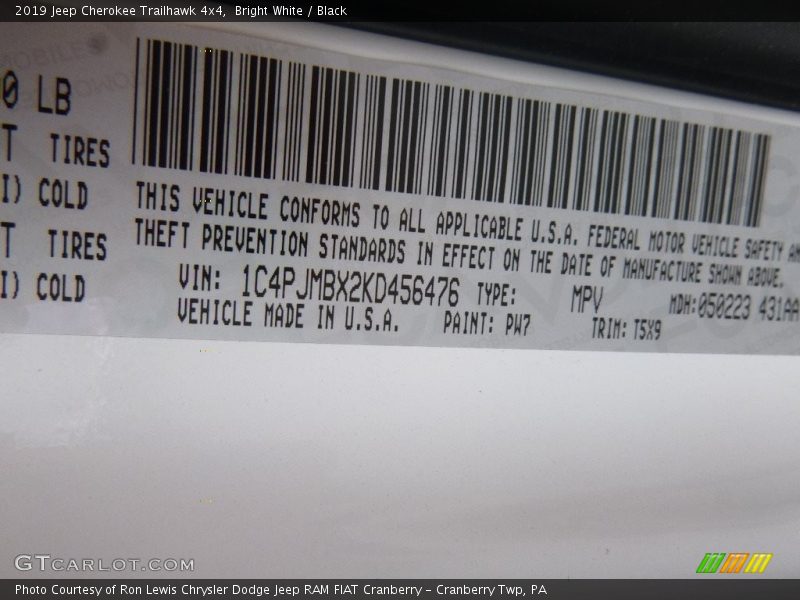 2019 Jeep Cherokee Trailhawk 4x4, Bright White / Black
0 LB
T TIRES
I) COLD
T TIRES
I) COLD
THIS VEHICLE CONFORMS TO ALL APPLICABLE U.S.A. FEDERAL MOTOR VEHICLE SAFETY AN
THEFT PREVENTION STANDARDS IN EFFECT ON THE DATE OF MANUFACTURE SHOWN ABOVE.
VIN: 1C4PJMBX2KD456476 TYPE: MPV MDH: 050223 431AA
VEHICLE MADE IN U.S.A. PAINT: PW7 TRIM: T5X9
GTCARLOT.COM
Photo Courtesy of Ron Lewis Chrysler Dodge Jeep RAM FIAT Cranberry – Cranberry Twp, PA